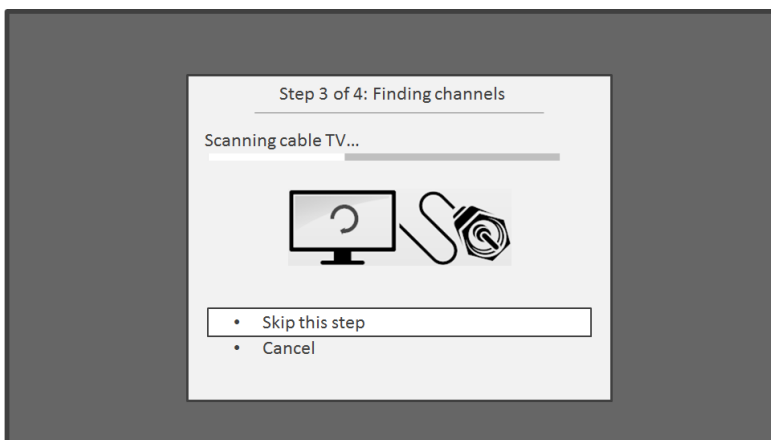 Step 3 of 4: Finding channels
Scanning cable TV...
• Skip this step
• Cancel